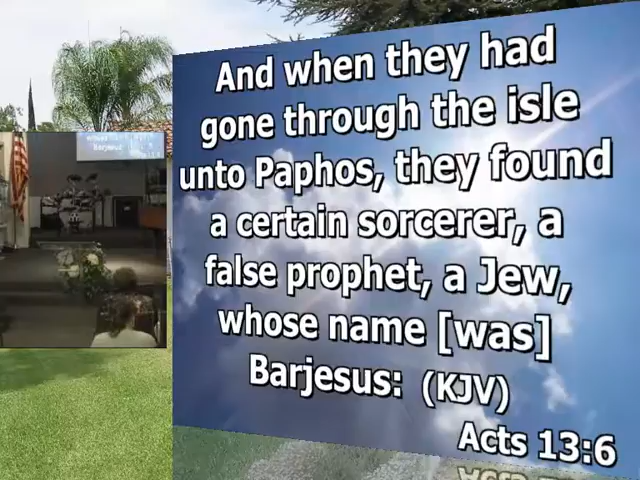 And when they had
gone through the isle
unto Paphos, they found
a certain sorcerer, a
false prophet, a Jew,
whose name [was]
Barjesus: (KJV)
Acts 13:6
Barjesus